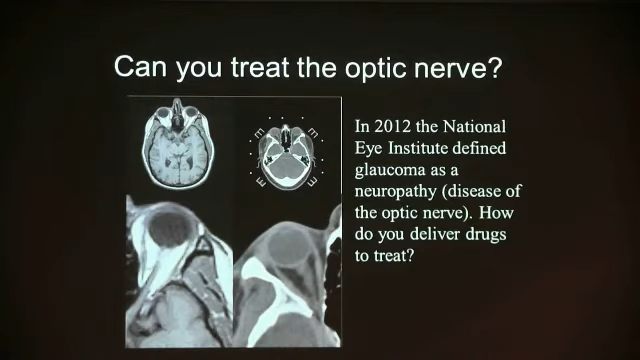 Can you treat the optic nerve?
In 2012 the National
Eye Institute defined
glaucoma as a
neuropathy (disease of
the optic nerve). How
do you deliver drugs
to treat?